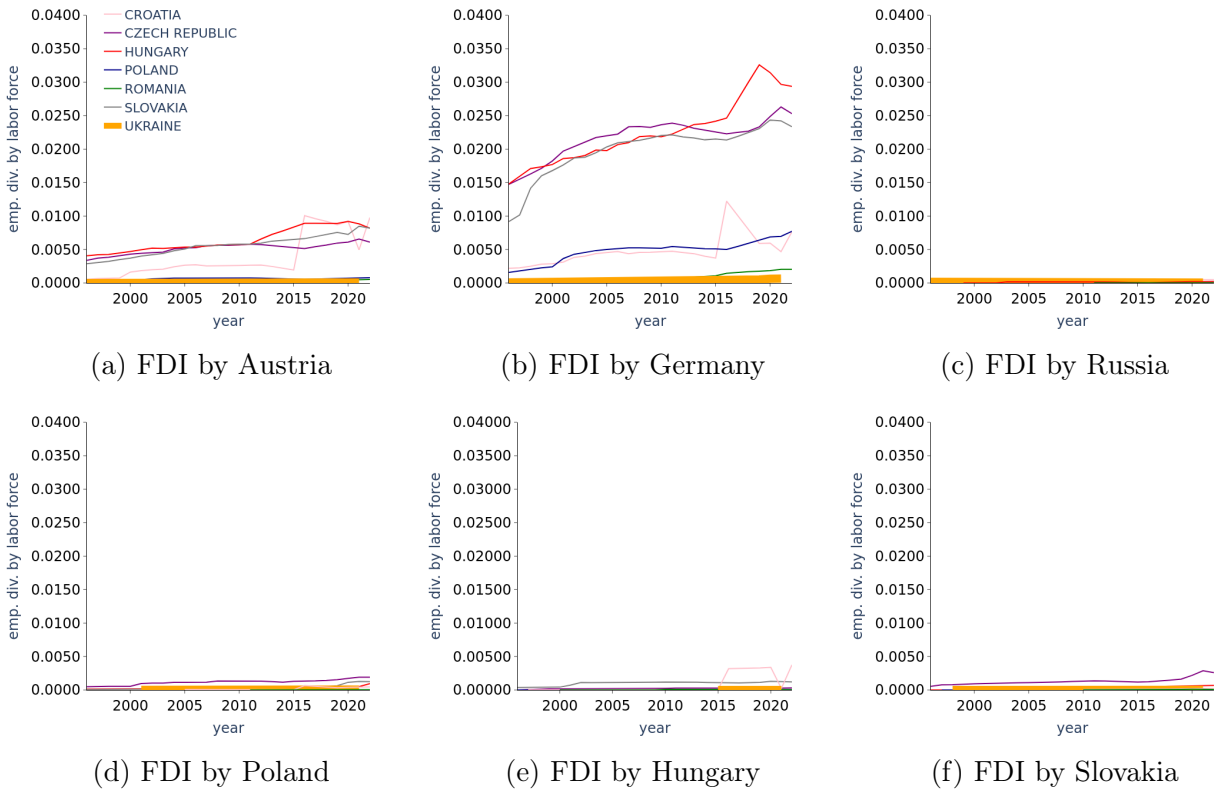 emp. div. by labor force
0.0400
0.0350
0.0300
0.0250
0.0200
0.0150
0.0100
0.0050
0.0000
CROATIA
CZECH REPUBLIC
HUNGARY
POLAND
ROMANIA
SLOVAKIA
UKRAINE
2000 2005 2010 2015 2020
year
(a) FDI by Austria
emp. div. by labor force
0.0400
0.0350
0.0300
0.0250
0.0200
0.0150
0.0100
0.0050
0.0000
2000 2005 2010 2015 2020
year
(b) FDI by Germany
emp. div. by labor force
0.0400
0.0350
0.0300
0.0250
0.0200
0.0150
0.0100
0.0050
0.0000
2000 2005 2010 2015 2020
year
(c) FDI by Russia
emp. div. by labor force
0.0400
0.0350
0.0300
0.0250
0.0200
0.0150
0.0100
0.0050
0.0000
2000 2005 2010 2015 2020
year
(d) FDI by Poland
emp. div. by labor force
0.04000
0.03500
0.03000
0.02500
0.02000
0.01500
0.01000
0.00500
0.00000
2000 2005 2010 2015 2020
year
(e) FDI by Hungary
emp. div. by labor force
0.0400
0.0350
0.0300
0.0250
0.0200
0.0150
0.0100
0.0050
0.0000
2000 2005 2010 2015 2020
year
(f) FDI by Slovakia